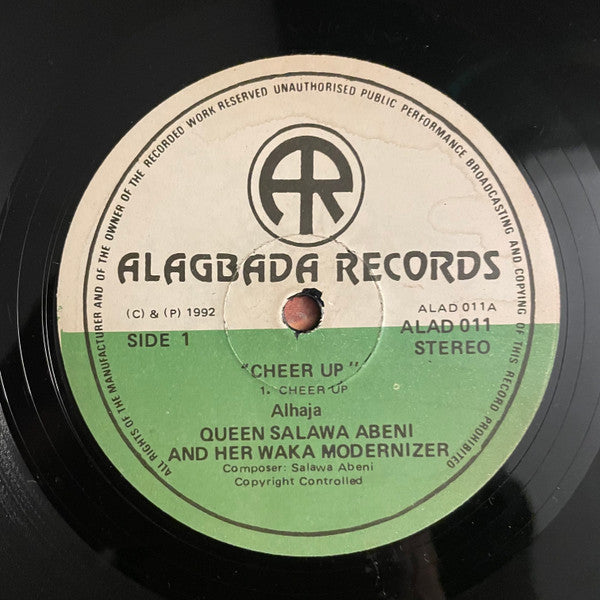 ALL RIGHTS OF THE MANUFACTURER AND OF THE OWNER OF THE RECORDED WORK RESERVED UNAUTHORISED PUBLIC PERFORMANCE BROADCASTING AND COPYING OF THIS RECORD PROHIBITED
AR
ALAGBADA RECORDS
(C) & (P) 1992
ALAD 011A
SIDE 1
ALAD 011
STEREO
"CHEER UP"
1. CHEER UP
Alhaja
QUEEN SALAWA ABENI
AND HER WAKA MODERNIZER
Composer: Salawa Abeni
Copyright Controlled